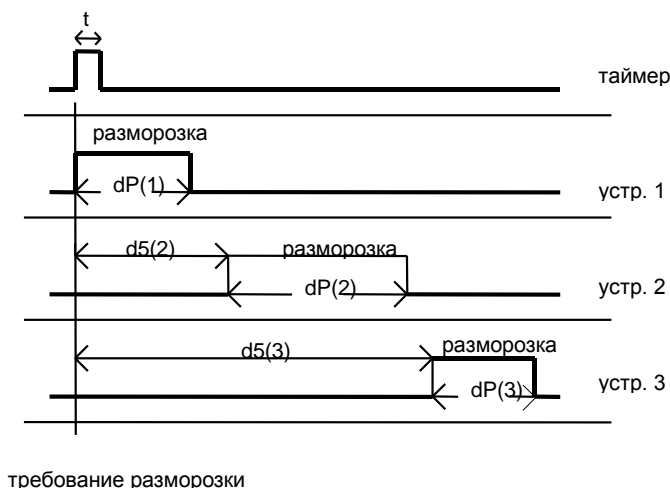 t
таймер
разморозка
dP(1)
устр. 1
d5(2)
разморозка
dP(2)
устр. 2
d5(3)
разморозка
dP(3)
устр. 3
требование разморозки